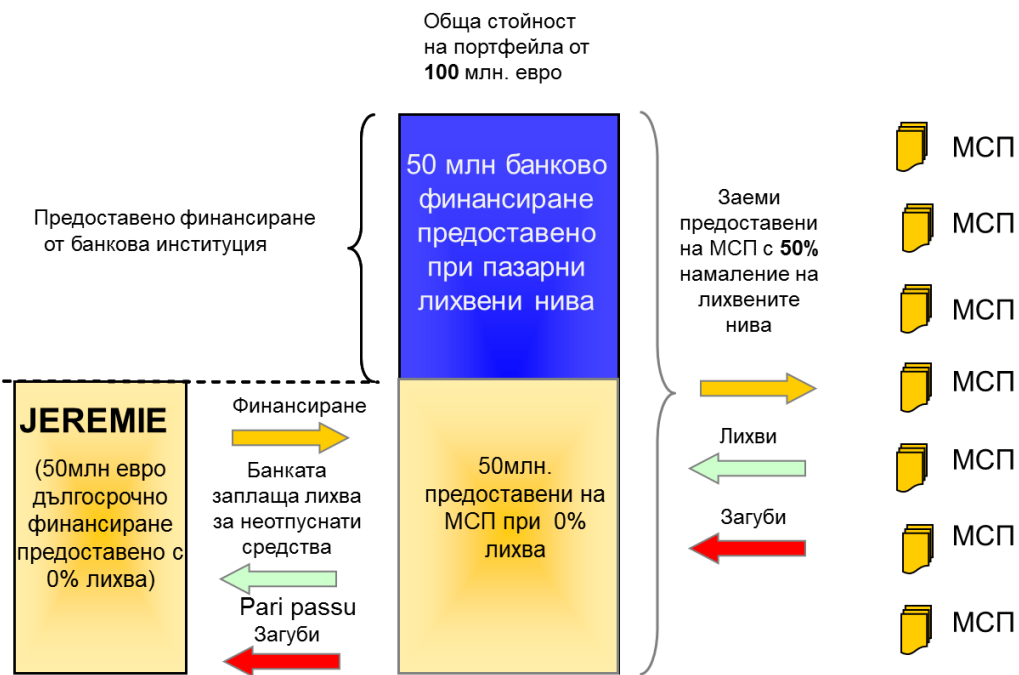 Обща стойност
на портфейла от
100 млн. евро
Предоставено финансиране
от банкова институция
50 млн банково
финансиране
предоставено
при пазарни
лихвени нива
Заеми
предоставени
на МСП с 50%
намаление на
лихвените
нива
JEREMIE
(50млн евро
дългосрочно
финансиране
предоставено с
0% лихва)
Финансиране
Банката
заплаща лихва
за неотпуснати
средства
Pari passu
Загуби
50млн.
предоставени на
МСП при 0%
лихва
Лихви
Загуби
МСП
МСП
МСП
МСП
МСП
МСП
МСП